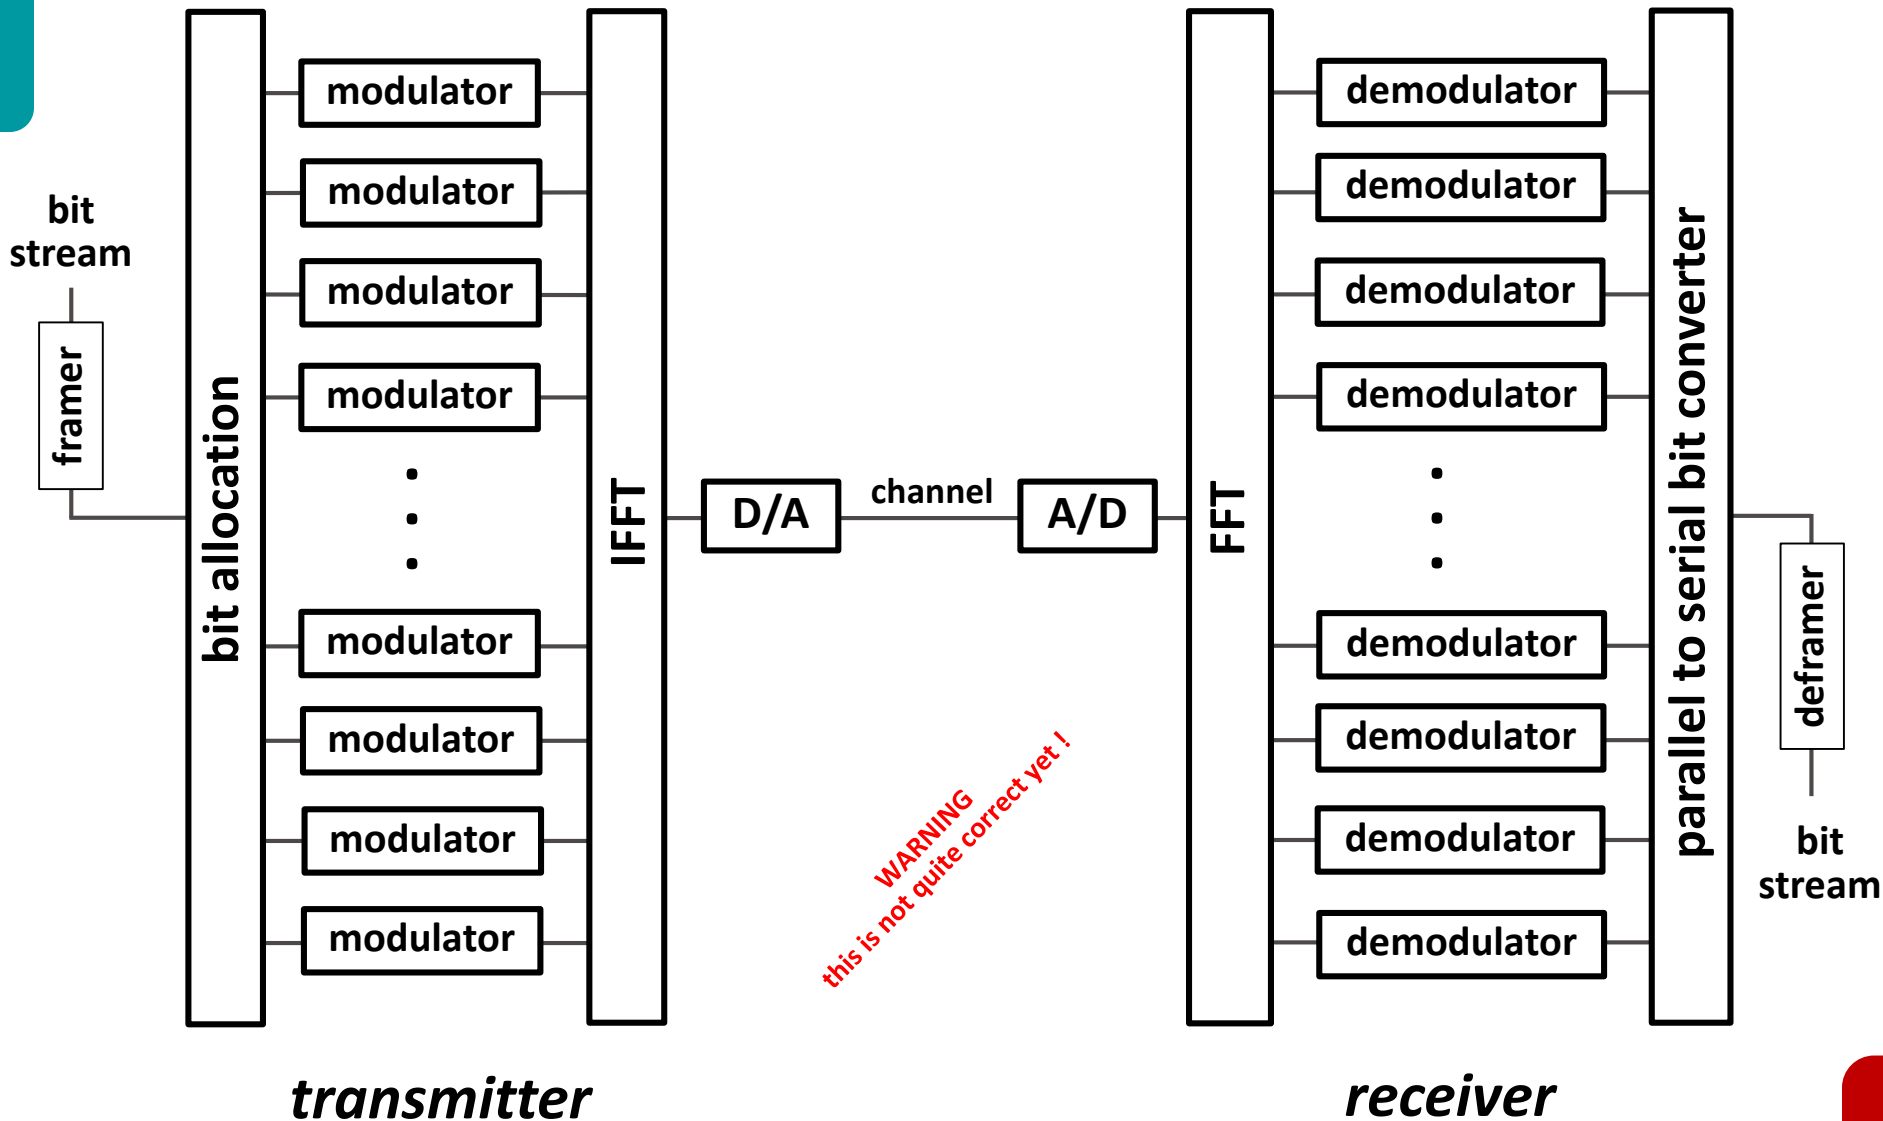 bit
stream
framer
bit allocation
modulator
modulator
modulator
modulator
modulator
modulator
modulator
modulator
IFFT
D/A
channel
A/D
FFT
demodulator
demodulator
demodulator
demodulator
demodulator
demodulator
demodulator
demodulator
parallel to serial bit converter
deframer
bit
stream
WARNING
this is not quite correct yet !
transmitter
receiver